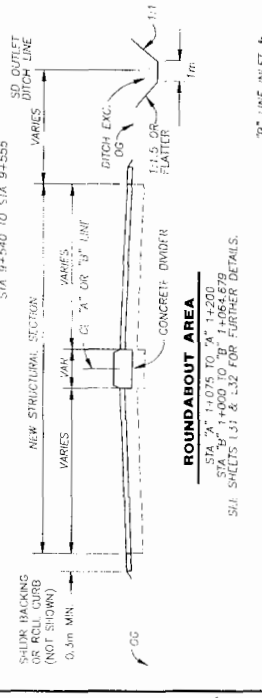 STA 9+540 TO STA 9+555
SD OUTLET
DITCH LINE
NEW STRUCTURAL SECTION
VARIES
SHLDR BACKING
OR ROLL CURB
(NOT SHOWN)
VARIES
VAR
VARIES
1:1
0.3m MIN.
CL "A" OR "B" LINE
DITCH EXC.
OG
1m
OG
CONCRETE DIVIDER
1:1.5 OR
FLATTER
ROUNDABOUT AREA
STA "A" 1+075 TO "A" 1+200
STA "B" 1+000 TO "B" 1+064.679
SEE SHEETS L31 & L32 FOR FURTHER DETAILS.
"B" LINE INLET &